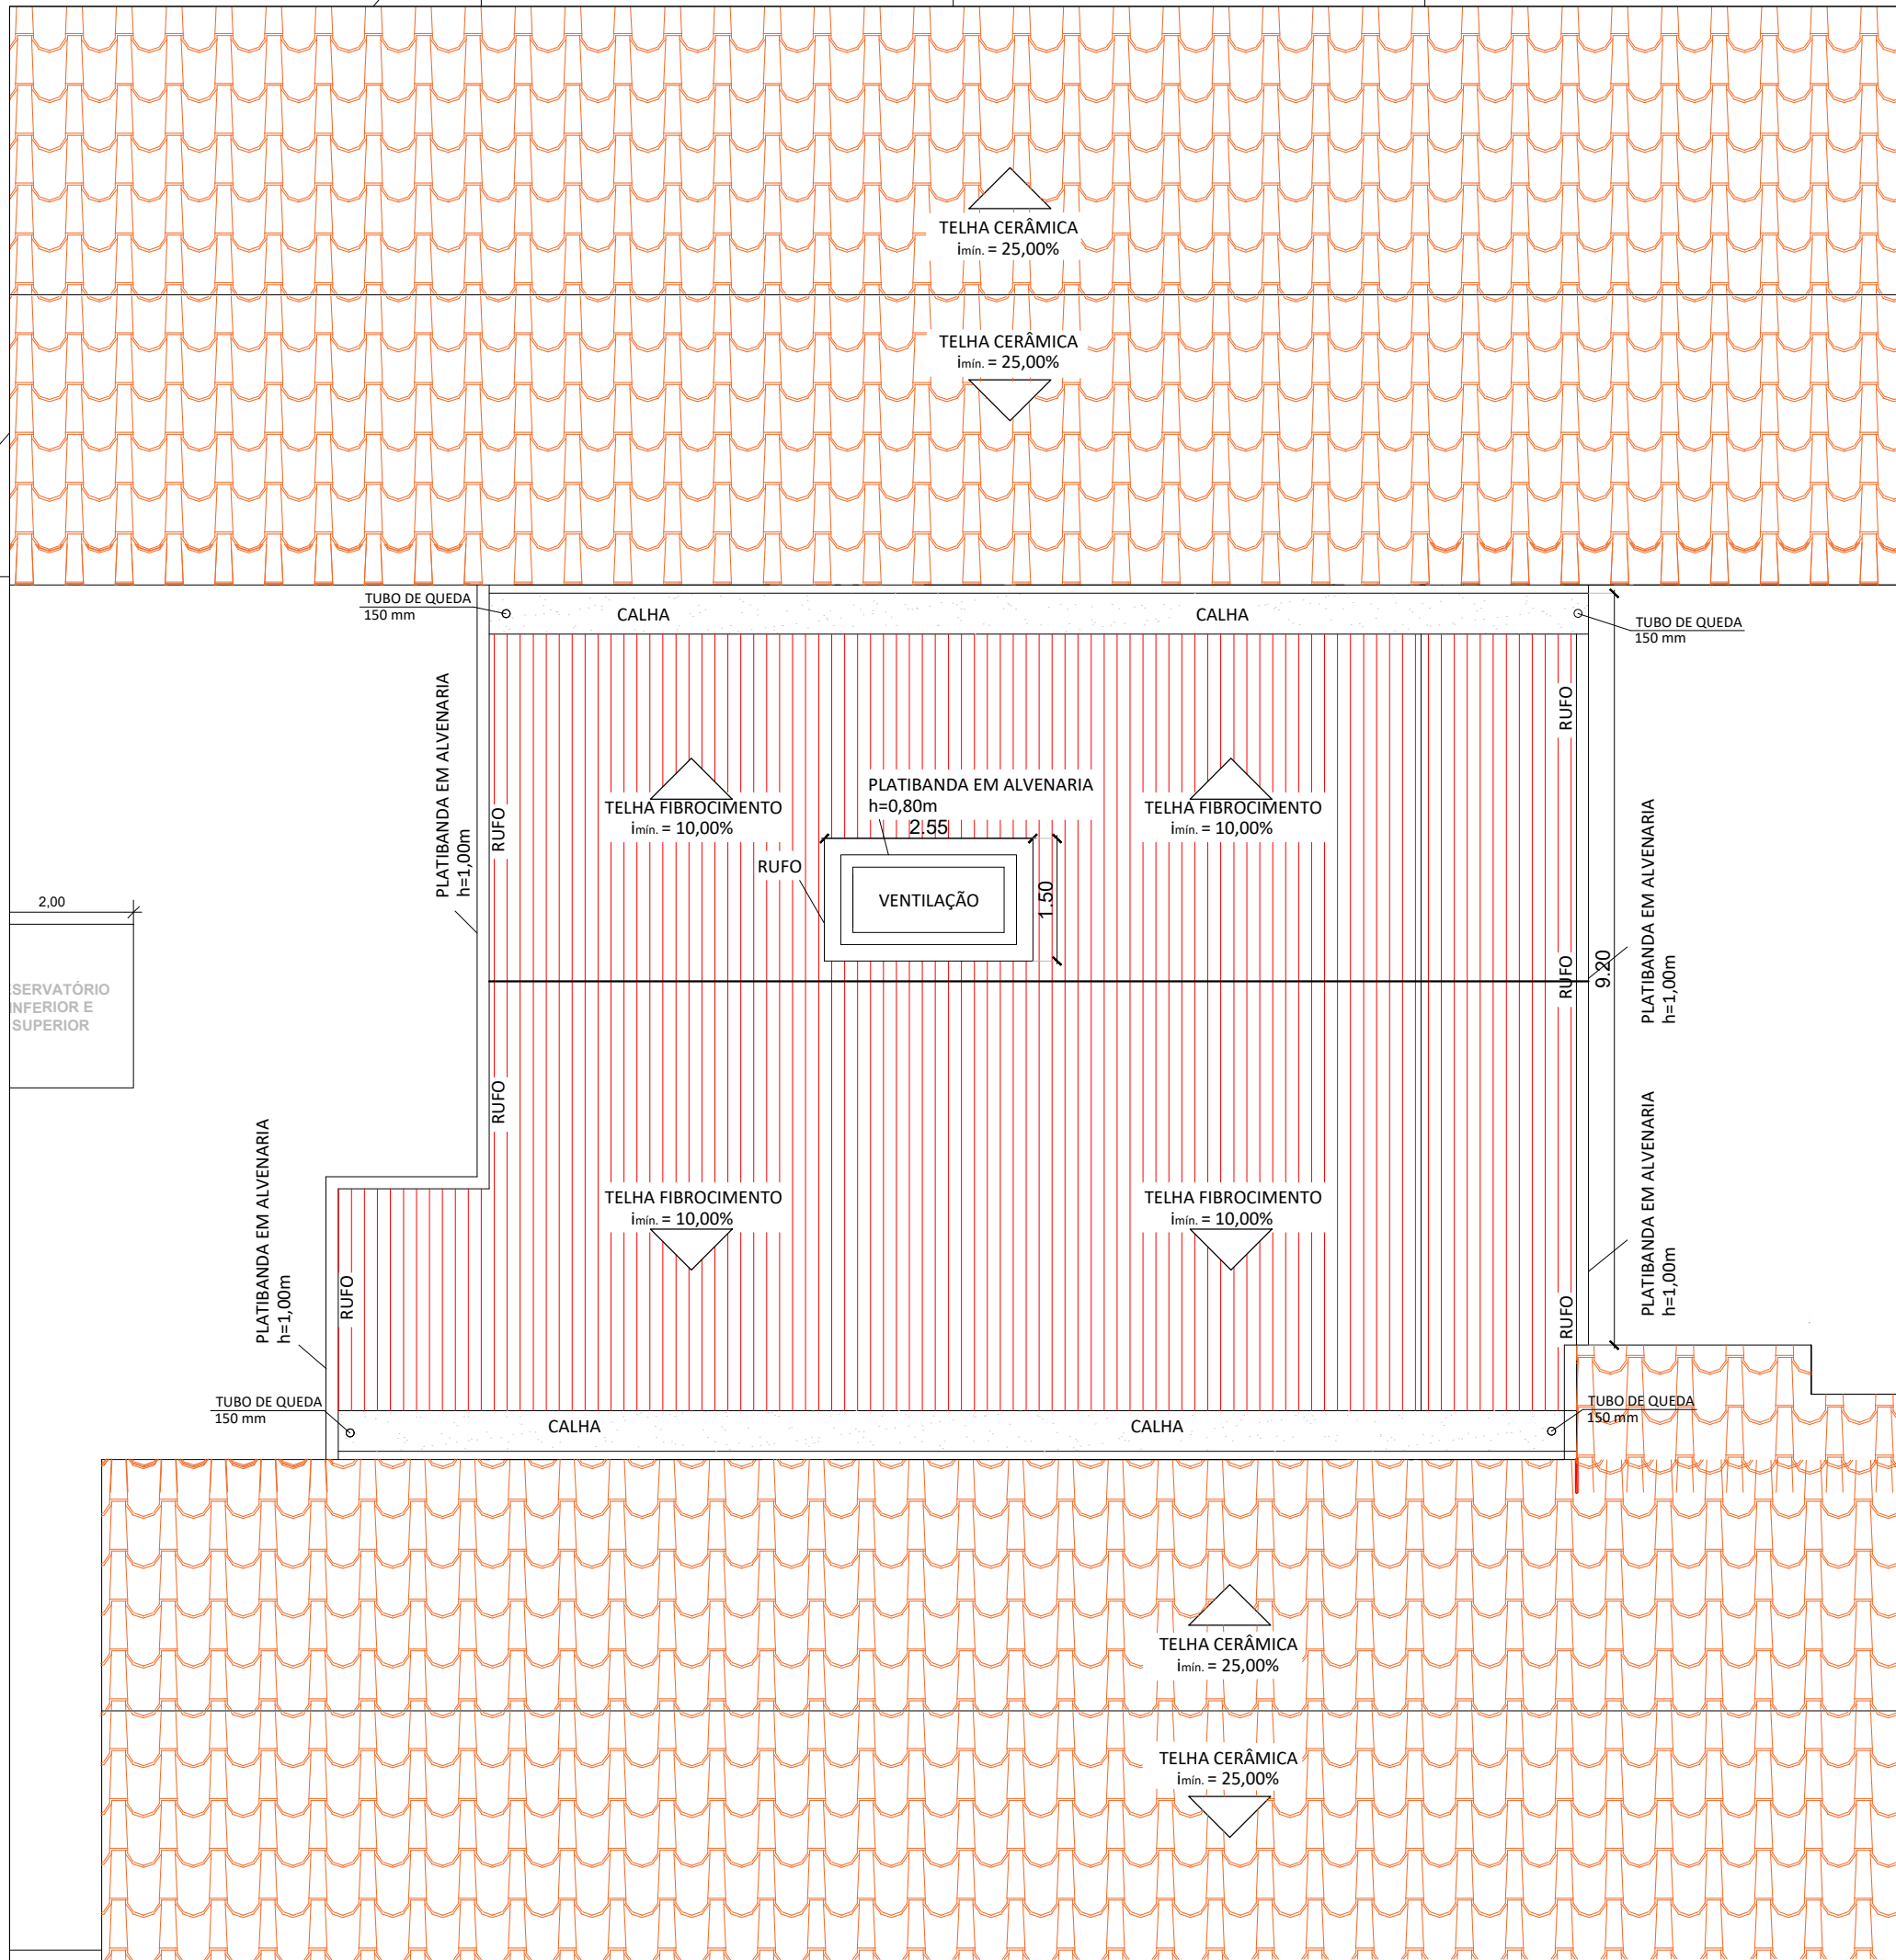 TELHA CERÂMICA
imín. = 25,00%
TELHA CERÂMICA
imín. = 25,00%
TUBO DE QUEDA
150 mm
CALHA
CALHA
TUBO DE QUEDA
150 mm
PLATIBANDA EM ALVENARIA
h=1,00m
RUFO
RUFO
TELHA FIBROCIMENTO
imín. = 10,00%
PLATIBANDA EM ALVENARIA
h=0,80m
2.55
TELHA FIBROCIMENTO
imín. = 10,00%
RUFO
VENTILAÇÃO
1.50
PLATIBANDA EM ALVENARIA
h=1,00m
2,00
SERVATÓRIO
INFERIOR E
SUPERIOR
RUFO
9.20
RUFO
PLATIBANDA EM ALVENARIA
h=1,00m
PLATIBANDA EM ALVENARIA
h=1,00m
TELHA FIBROCIMENTO
imín. = 10,00%
TELHA FIBROCIMENTO
imín. = 10,00%
RUFO
RUFO
TUBO DE QUEDA
150 mm
CALHA
CALHA
TUBO DE QUEDA
150 mm
TELHA CERÂMICA
imín. = 25,00%
TELHA CERÂMICA
imín. = 25,00%